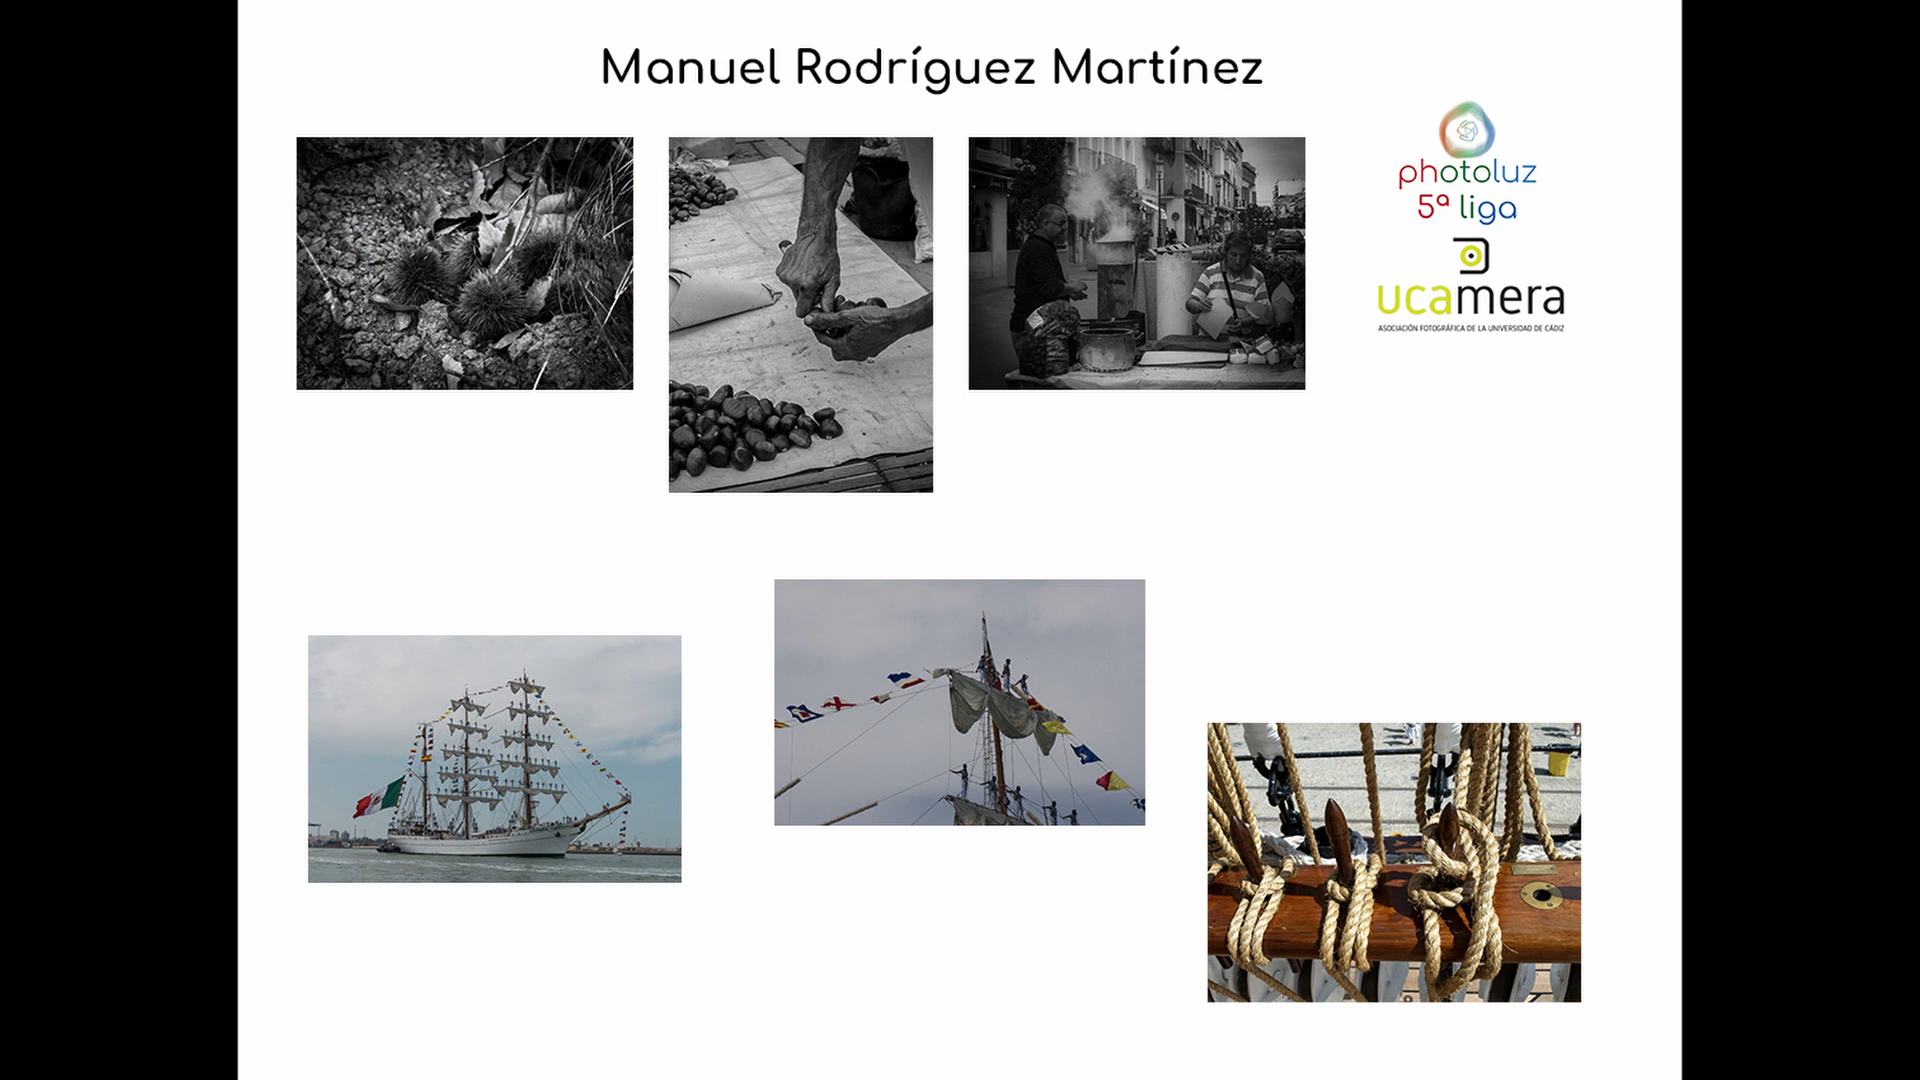 Manuel Rodríguez Martínez
photoluz
5ª liga
ucamera
ASOCIACIÓN FOTOGRÁFICA DE LA UNIVERSIDAD DE CÁDIZ